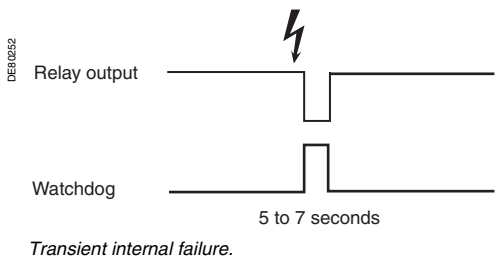 DE80252
Relay output
Watchdog
5 to 7 seconds
Transient internal failure.